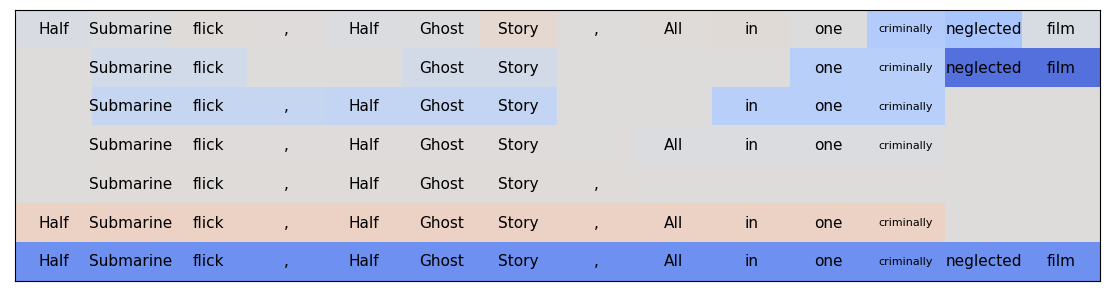 Half Submarine flick , Half Ghost Story , All in one criminally neglected film
Submarine flick Ghost Story one criminally neglected film
Submarine flick , Half Ghost Story in one criminally
Submarine flick , Half Ghost Story All in one criminally
Submarine flick , Half Ghost Story ,
Half Submarine flick , Half Ghost Story , All in one criminally
Half Submarine flick , Half Ghost Story , All in one criminally neglected film